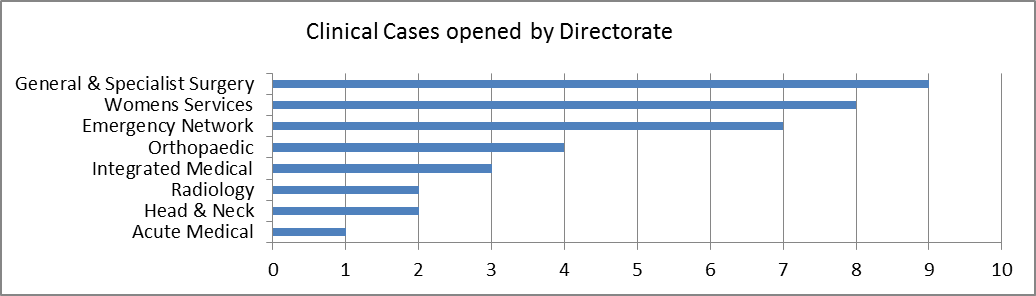 Clinical Cases opened by Directorate
General & Specialist Surgery
Womens Services
Emergency Network
Orthopaedic
Integrated Medical
Radiology
Head & Neck
Acute Medical
0 1 2 3 4 5 6 7 8 9 10